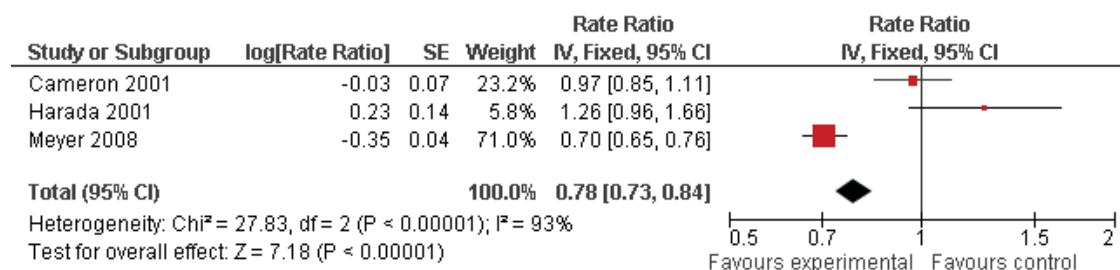 Rate Ratio Rate Ratio
Study or Subgroup log[Rate Ratio] SE Weight IV, Fixed, 95% CI IV, Fixed, 95% CI
Cameron 2001 -0.03 0.07 23.2% 0.97 [0.85, 1.11]
Harada 2001 0.23 0.14 5.8% 1.26 [0.96, 1.66]
Meyer 2008 -0.35 0.04 71.0% 0.70 [0.65, 0.76]
Total (95% CI) 100.0% 0.78 [0.73, 0.84]
Heterogeneity: Chi² = 27.83, df = 2 (P < 0.00001); I² = 93%
Test for overall effect: Z = 7.18 (P < 0.00001)
0.5 0.7 1 1.5 2
Favours experimental Favours control